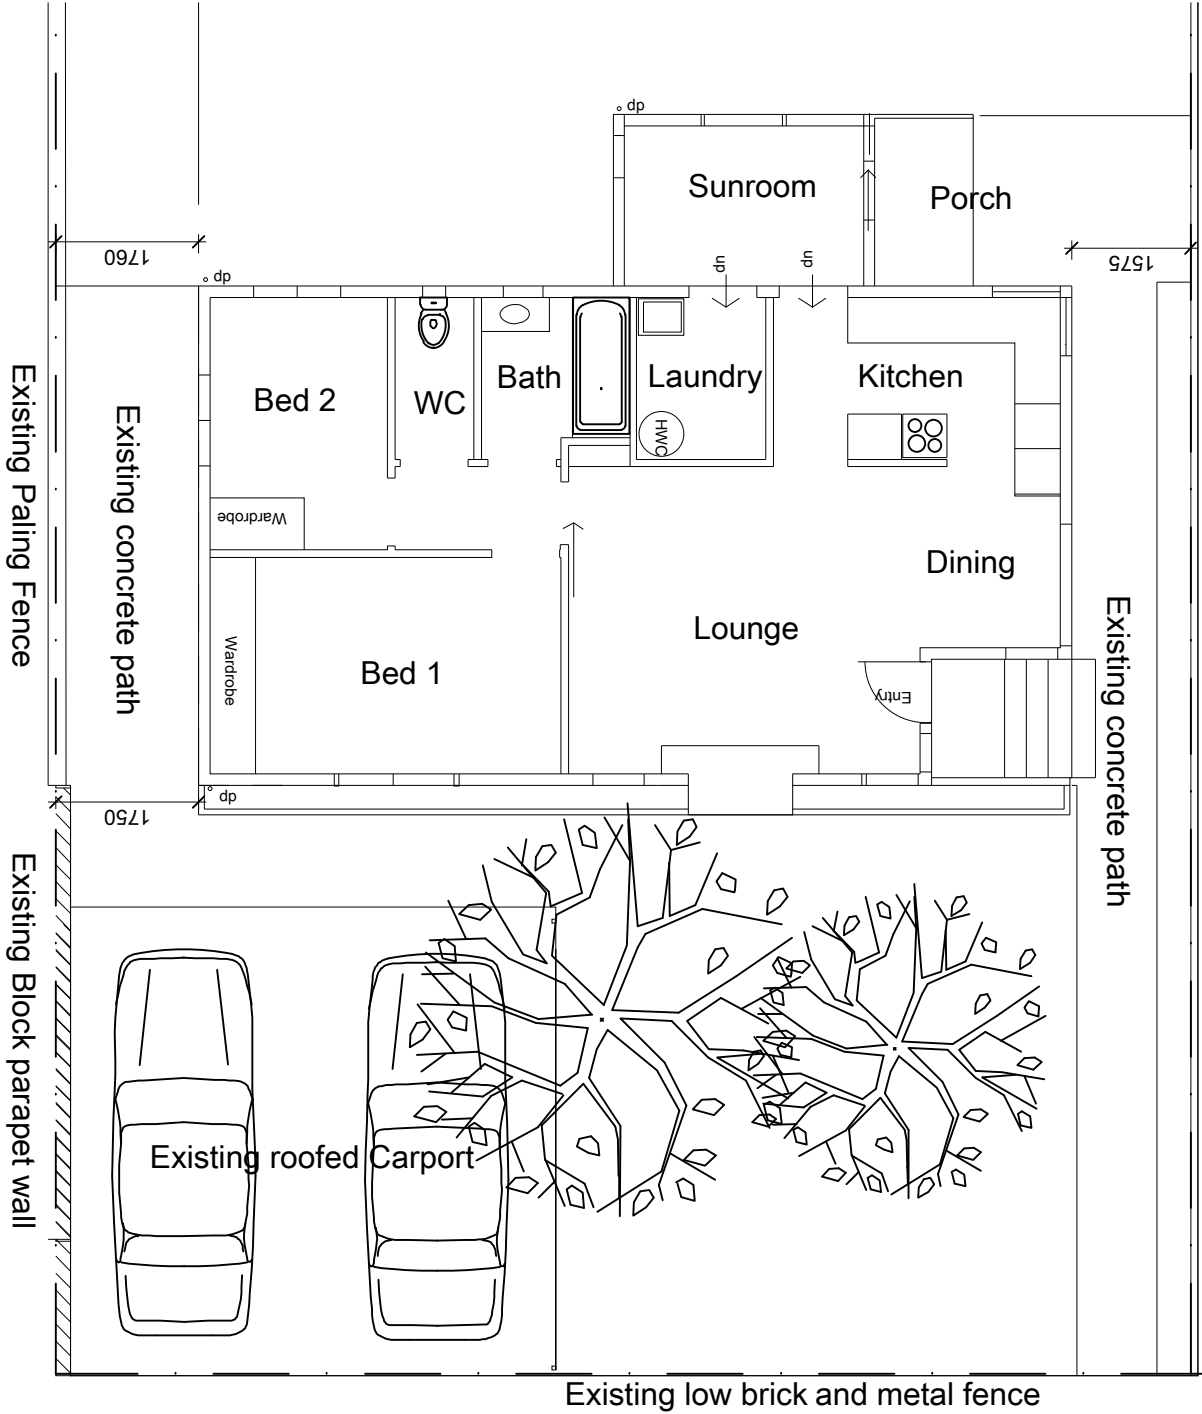 dp
Sunroom
Porch
1760
1575
dp
up
up
Bed 2
WC
Bath
Laundry
Kitchen
HWC
Existing Paling Fence
Existing concrete path
Wardrobe
Dining
Lounge
Wardrobe
Bed 1
Entry
Existing concrete path
dp
1750
Existing Block parapet wall
Existing roofed Carport
Existing low brick and metal fence